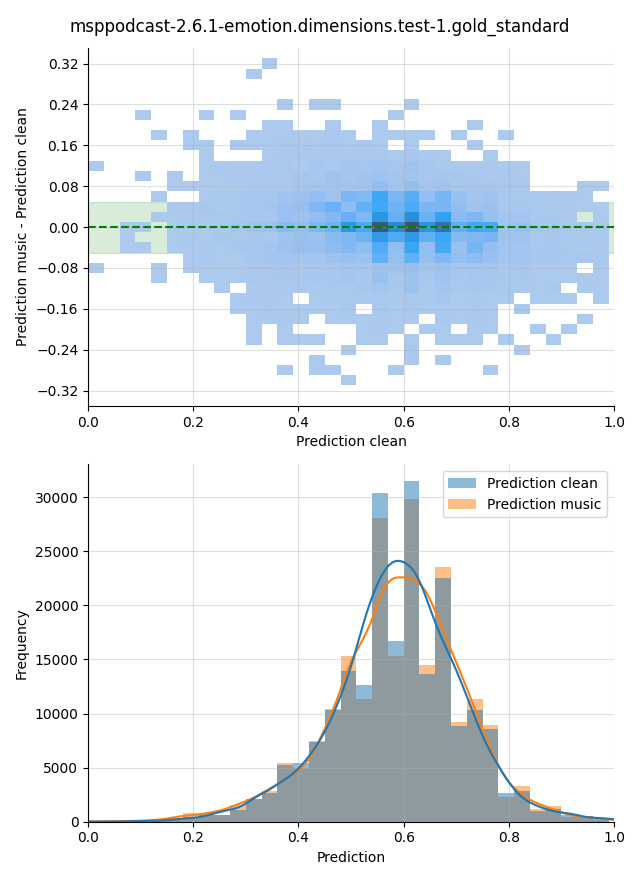 msppodcast-2.6.1-emotion.dimensions.test-1.gold_standard
0.32
0.24
0.16
0.08
0.00
−0.08
−0.16
−0.24
−0.32
Prediction music - Prediction clean
0.0 0.2 0.4 0.6 0.8 1.0
Prediction clean
Prediction clean
Prediction music
30000
25000
20000
15000
10000
5000
0
Frequency
0.0 0.2 0.4 0.6 0.8 1.0
Prediction